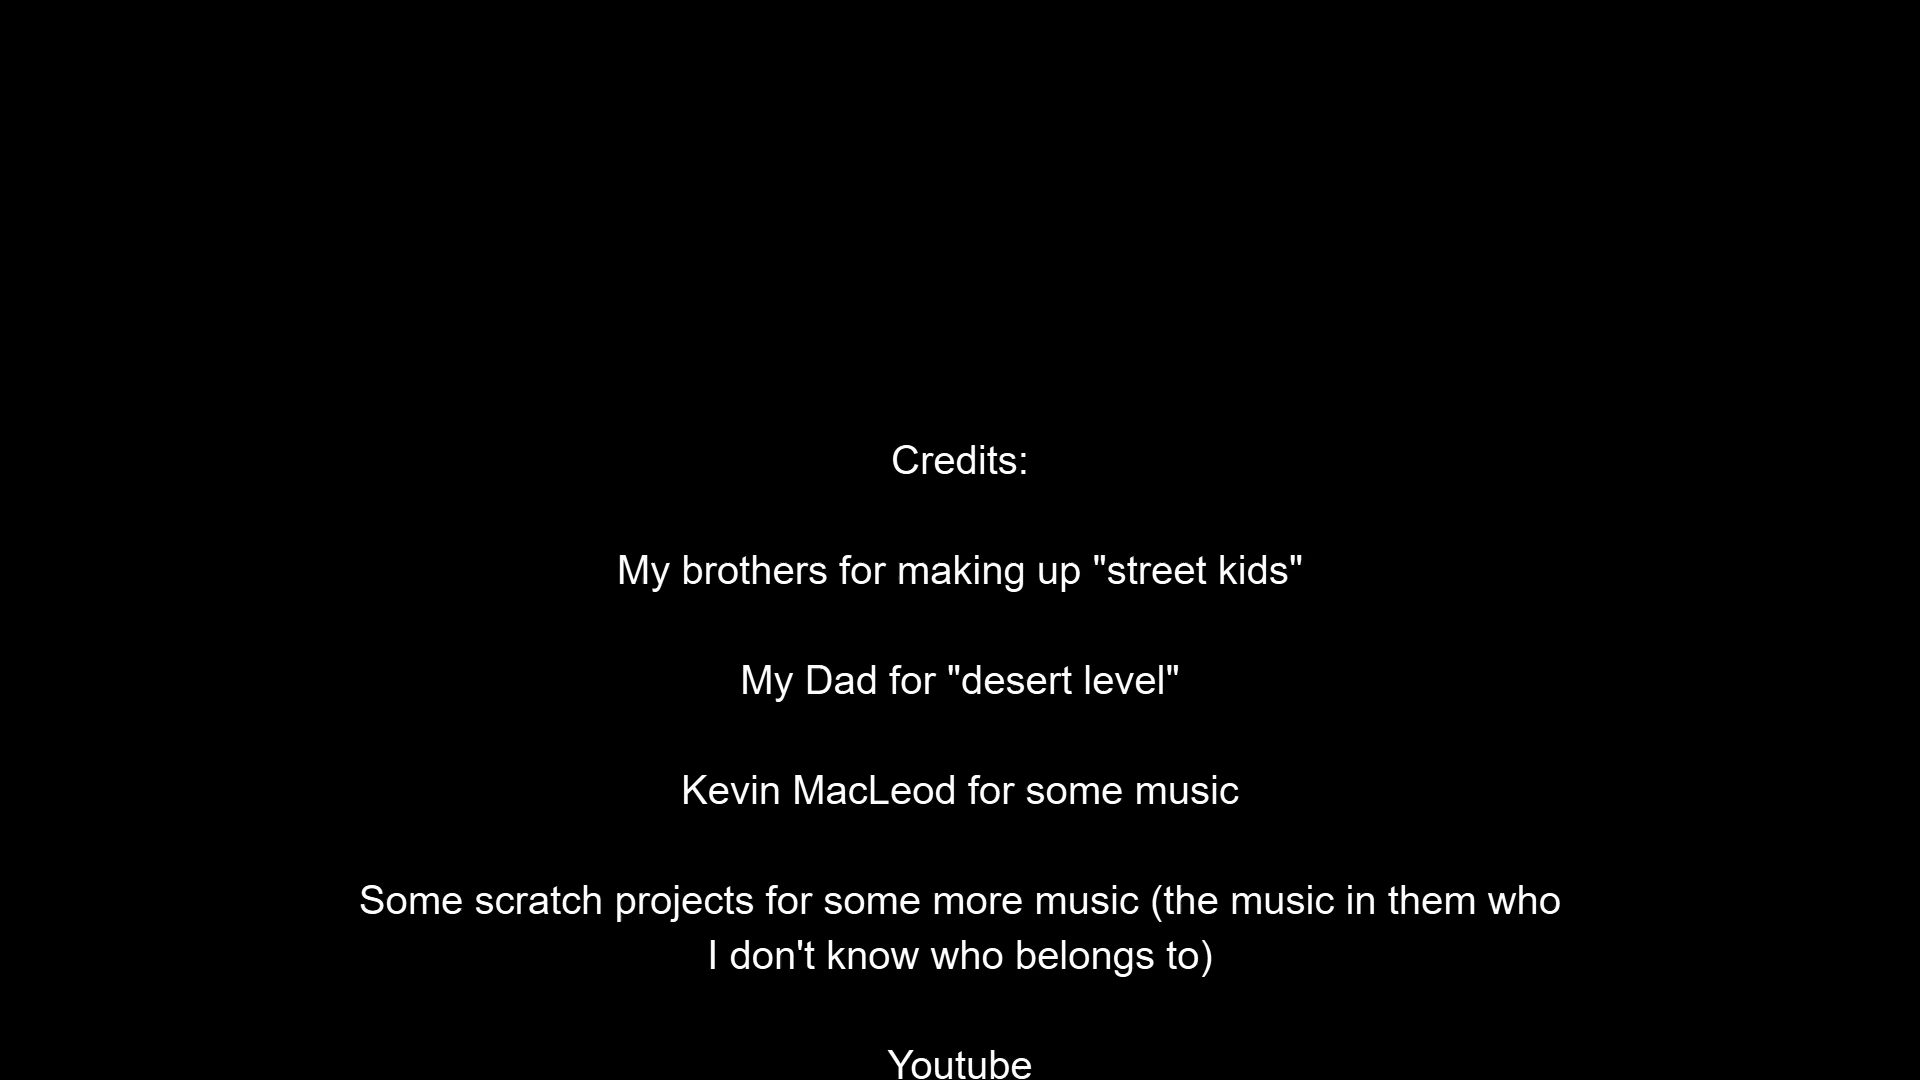 Credits:
My brothers for making up "street kids"
My Dad for "desert level"
Kevin MacLeod for some music
Some scratch projects for some more music (the music in them who
I don't know who belongs to)
Youtube